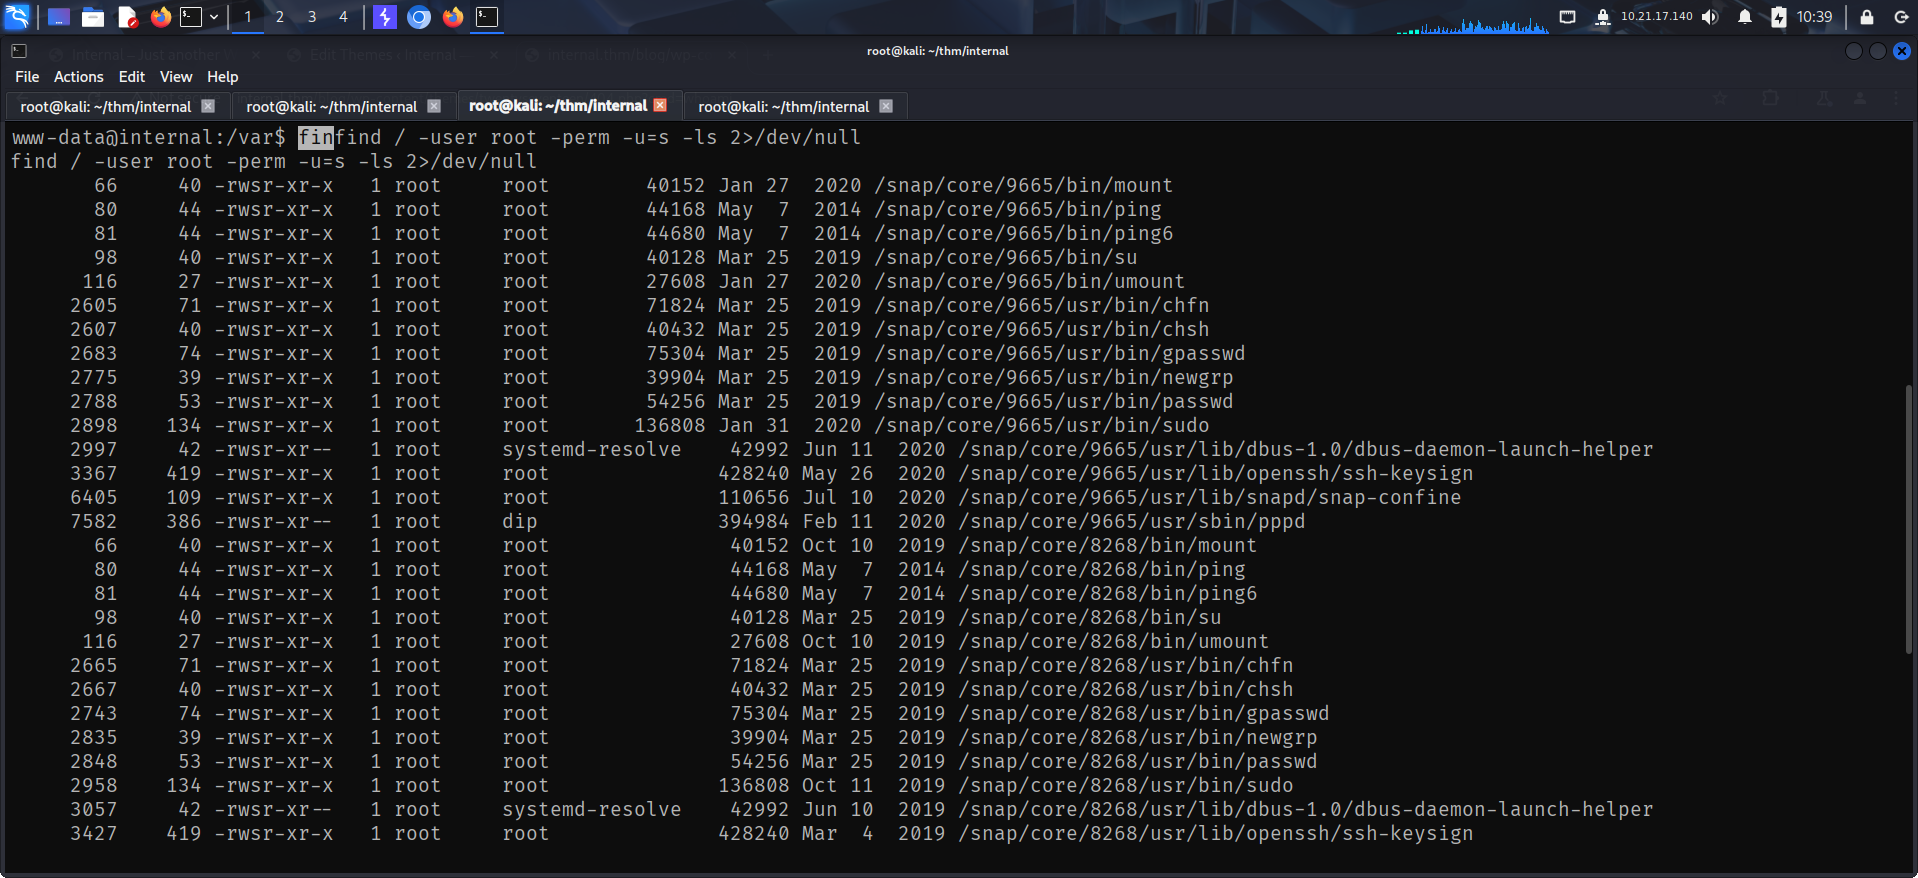 1 2 3 4 10.21.17.140 10:39
internal – Just another Edit Themes ‹ Internal — internal.thm/blog/wp-
root@kali: ~/thm/internal
File Actions Edit View Help
root@kali: ~/thm/internal root@kali: ~/thm/internal root@kali: ~/thm/internal root@kali: ~/thm/internal
www-data@internal:/var$ finfind / -user root -perm -u=s -ls 2>/dev/null
find / -user root -perm -u=s -ls 2>/dev/null
66 40 -rwsr-xr-x 1 root root 40152 Jan 27 2020 /snap/core/9665/bin/mount
80 44 -rwsr-xr-x 1 root root 44168 May 7 2014 /snap/core/9665/bin/ping
81 44 -rwsr-xr-x 1 root root 44680 May 7 2014 /snap/core/9665/bin/ping6
98 40 -rwsr-xr-x 1 root root 40128 Mar 25 2019 /snap/core/9665/bin/su
116 27 -rwsr-xr-x 1 root root 27608 Jan 27 2020 /snap/core/9665/bin/umount
2605 71 -rwsr-xr-x 1 root root 71824 Mar 25 2019 /snap/core/9665/usr/bin/chfn
2607 40 -rwsr-xr-x 1 root root 40432 Mar 25 2019 /snap/core/9665/usr/bin/chsh
2683 74 -rwsr-xr-x 1 root root 75304 Mar 25 2019 /snap/core/9665/usr/bin/gpasswd
2775 39 -rwsr-xr-x 1 root root 39904 Mar 25 2019 /snap/core/9665/usr/bin/newgrp
2788 53 -rwsr-xr-x 1 root root 54256 Mar 25 2019 /snap/core/9665/usr/bin/passwd
2898 134 -rwsr-xr-x 1 root root 136808 Jan 31 2020 /snap/core/9665/usr/bin/sudo
2997 42 -rwsr-xr-- 1 root systemd-resolve 42992 Jun 11 2020 /snap/core/9665/usr/lib/dbus-1.0/dbus-daemon-launch-helper
3367 419 -rwsr-xr-x 1 root root 428240 May 26 2020 /snap/core/9665/usr/lib/openssh/ssh-keysign
6405 109 -rwsr-xr-x 1 root root 110656 Jul 10 2020 /snap/core/9665/usr/lib/snapd/snap-confine
7582 386 -rwsr-xr-- 1 root dip 394984 Feb 11 2020 /snap/core/9665/usr/sbin/pppd
66 40 -rwsr-xr-x 1 root root 40152 Oct 10 2019 /snap/core/8268/bin/mount
80 44 -rwsr-xr-x 1 root root 44168 May 7 2014 /snap/core/8268/bin/ping
81 44 -rwsr-xr-x 1 root root 44680 May 7 2014 /snap/core/8268/bin/ping6
98 40 -rwsr-xr-x 1 root root 40128 Mar 25 2019 /snap/core/8268/bin/su
116 27 -rwsr-xr-x 1 root root 27608 Oct 10 2019 /snap/core/8268/bin/umount
2665 71 -rwsr-xr-x 1 root root 71824 Mar 25 2019 /snap/core/8268/usr/bin/chfn
2667 40 -rwsr-xr-x 1 root root 40432 Mar 25 2019 /snap/core/8268/usr/bin/chsh
2743 74 -rwsr-xr-x 1 root root 75304 Mar 25 2019 /snap/core/8268/usr/bin/gpasswd
2835 39 -rwsr-xr-x 1 root root 39904 Mar 25 2019 /snap/core/8268/usr/bin/newgrp
2848 53 -rwsr-xr-x 1 root root 54256 Mar 25 2019 /snap/core/8268/usr/bin/passwd
2958 134 -rwsr-xr-x 1 root root 136808 Oct 11 2019 /snap/core/8268/usr/bin/sudo
3057 42 -rwsr-xr-- 1 root systemd-resolve 42992 Jun 10 2019 /snap/core/8268/usr/lib/dbus-1.0/dbus-daemon-launch-helper
3427 419 -rwsr-xr-x 1 root root 428240 Mar 4 2019 /snap/core/8268/usr/lib/openssh/ssh-keysign